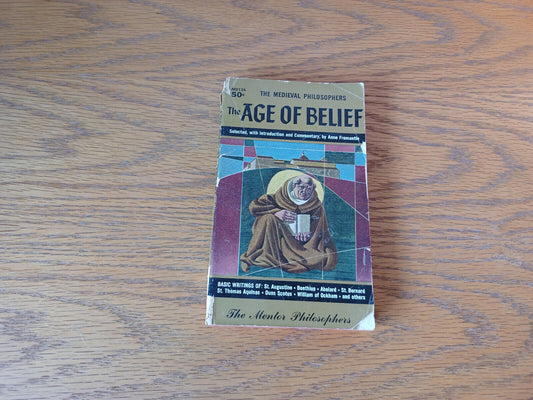 50¢
THE MEDIEVAL PHILOSOPHERS
The AGE OF BELIEF
Selected, with Introduction and Commentary, by Anne Fremantle
BASIC WRITINGS OF: St. Augustine • Boethius • Abelard • St. Bernard
St. Thomas Aquinas • Duns Scotus • William of Ockham • and others
The Mentor Philosophers